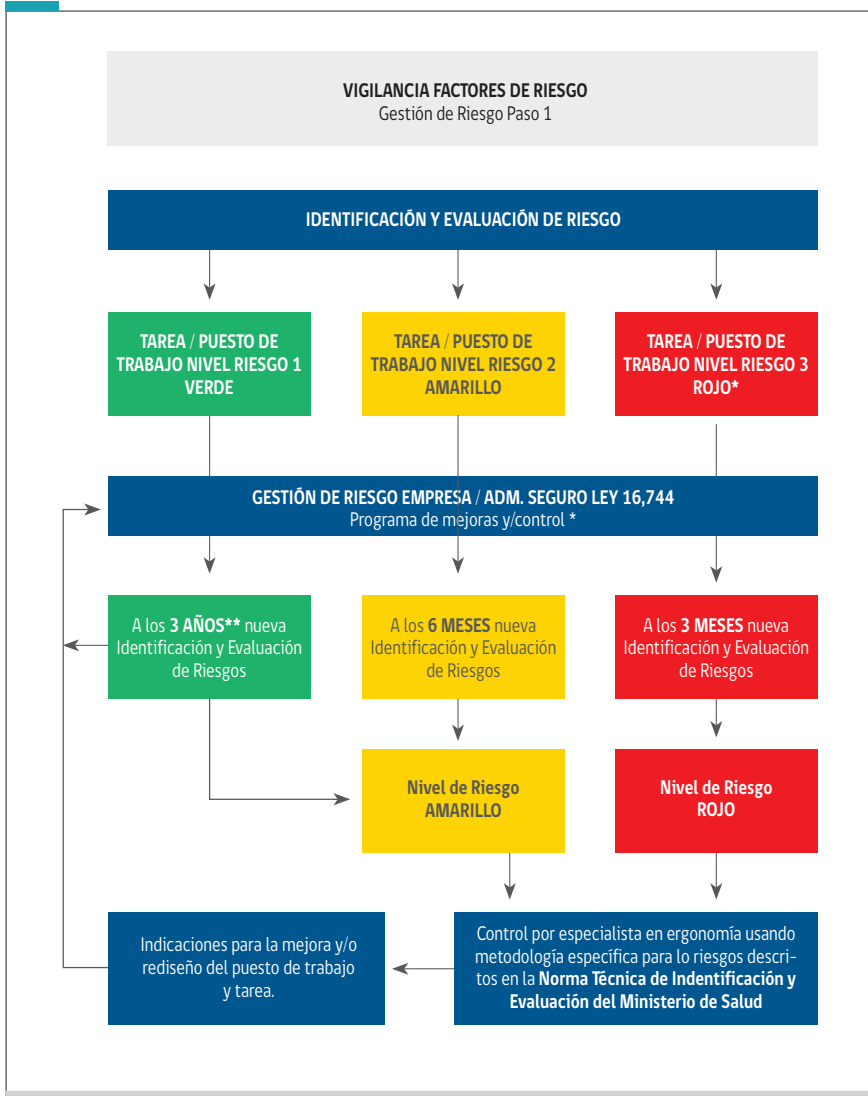 VIGILANCIA FACTORES DE RIESGO
Gestión de Riesgo Paso 1
IDENTIFICACIÓN Y EVALUACIÓN DE RIESGO
TAREA / PUESTO DE
TRABAJO NIVEL RIESGO 1
VERDE
TAREA / PUESTO DE
TRABAJO NIVEL RIESGO 2
AMARILLO
TAREA / PUESTO DE
TRABAJO NIVEL RIESGO 3
ROJO*
GESTIÓN DE RIESGO EMPRESA / ADM. SEGURO LEY 16,744
Programa de mejoras y/control *
A los 3 AÑOS** nueva
Identificación y Evaluación
de Riesgos
A los 6 MESES nueva
Identificación y Evaluación
de Riesgos
A los 3 MESES nueva
Identificación y Evaluación
de Riesgos
Nivel de Riesgo
AMARILLO
Nivel de Riesgo
ROJO
Indicaciones para la mejora y/o
rediseño del puesto de trabajo
y tarea.
Control por especialista en ergonomía usando
metodología específica para lo riesgos descri-
tos en la Norma Técnica de Indentificación y
Evaluación del Ministerio de Salud